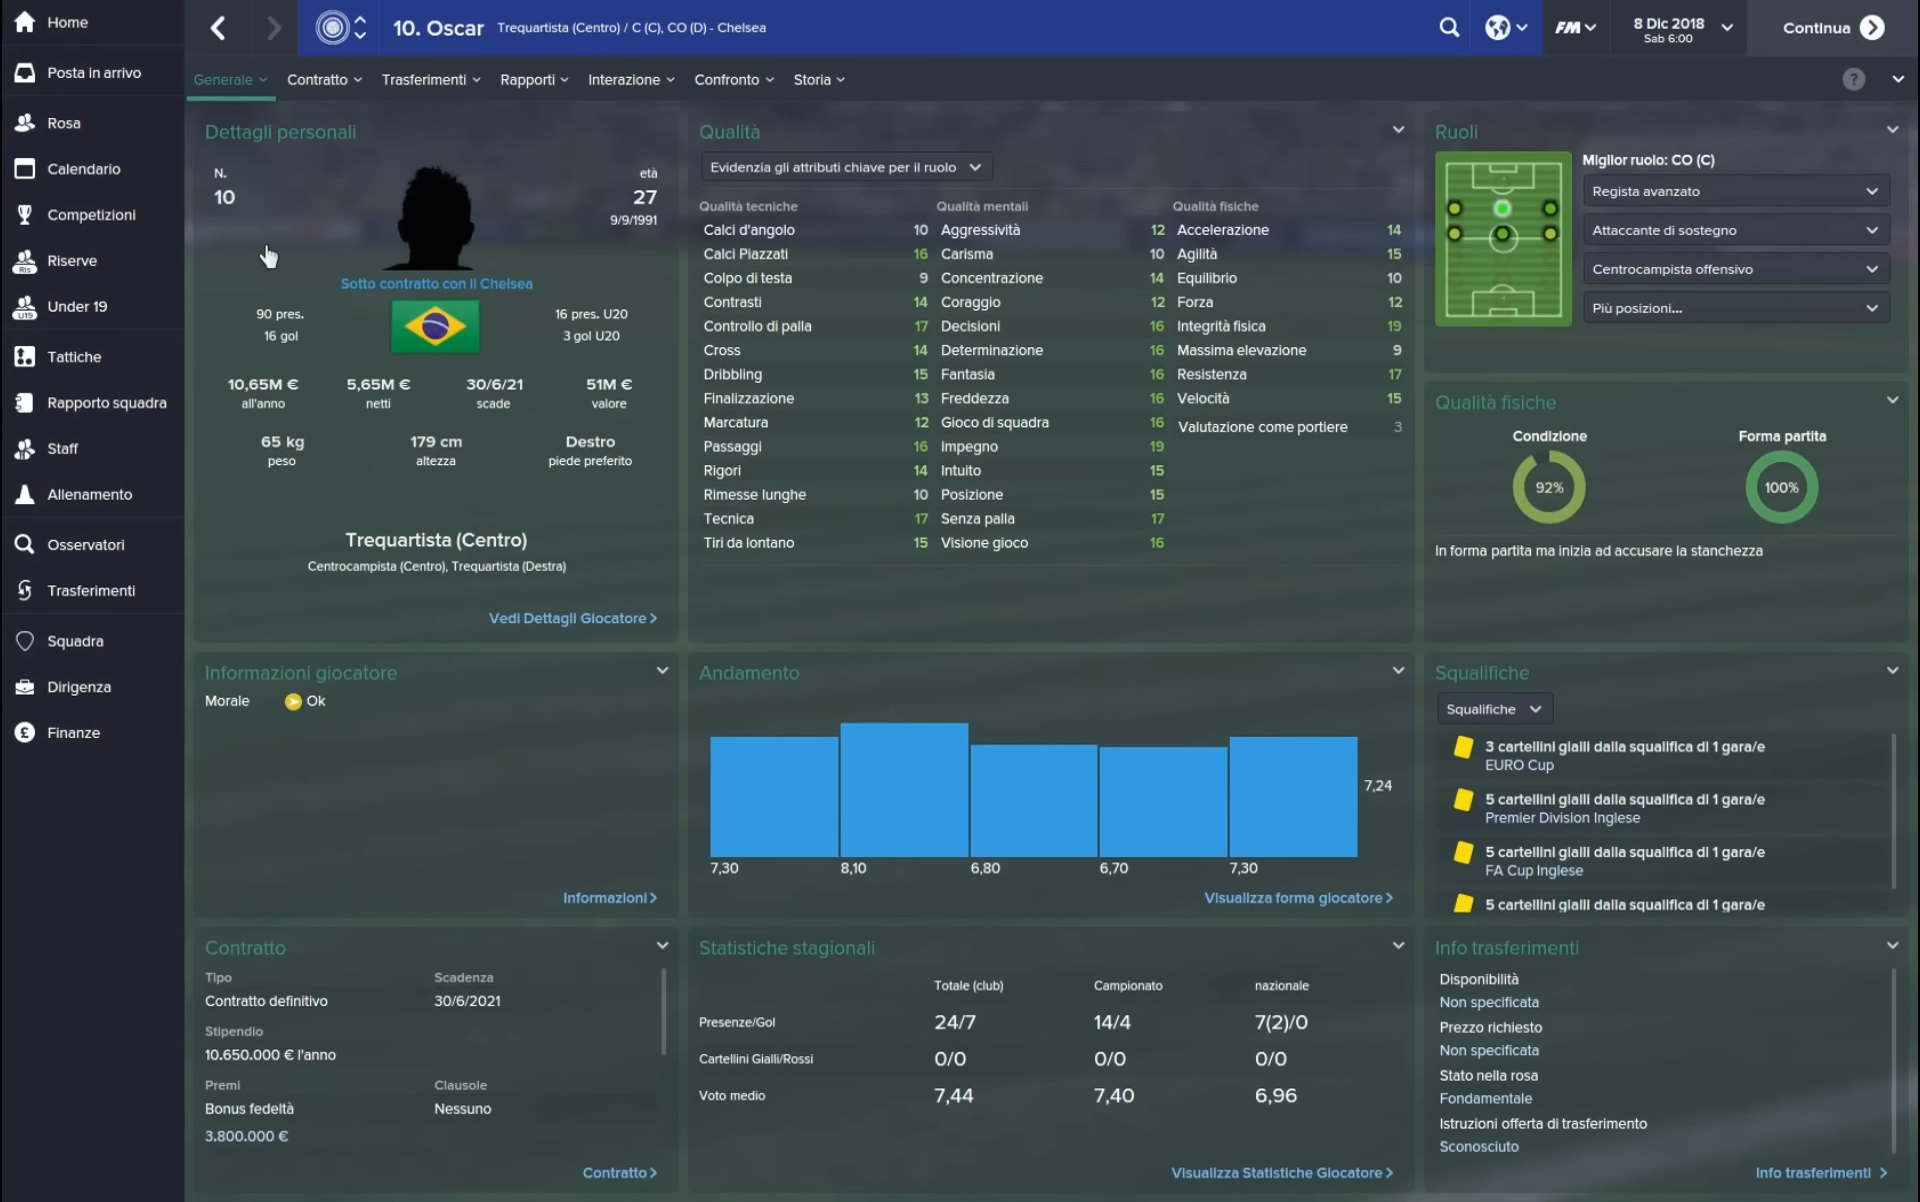 Home
Posta in arrivo
Rosa
Calendario
Competizioni
Riserve
Under 19
Tattiche
Rapporto squadra
Staff
Allenamento
Osservatori
Trasferimenti
Squadra
Dirigenza
Finanze
10. Oscar Trequartista (Centro) / C (C), CO (D) - Chelsea
FM
8 Dic 2018
Sab 6:00
Continua
Generale Contratto Trasferimenti Rapporti Interazione Confronto Storia
?
Dettagli personali
N.
10
età
27
9/9/1991
Sotto contratto con il Chelsea
90 pres.
16 gol
16 pres. U20
3 gol U20
10,65M € 5,65M € 30/6/21 51M €
all'anno netti scade valore
65 kg 179 cm Destro
peso altezza piede preferito
Trequartista (Centro)
Centrocampista (Centro), Trequartista (Destra)
Vedi Dettagli Giocatore
Qualità
Evidenzia gli attributi chiave per il ruolo
Qualità tecniche Qualità mentali Qualità fisiche
Calci d'angolo 10 Aggressività 12 Accelerazione 14
Calci Piazzati 16 Carisma 10 Agilità 15
Colpo di testa 9 Concentrazione 14 Equilibrio 10
Contrasti 14 Coraggio 12 Forza 12
Controllo di palla 17 Decisioni 16 Integrità fisica 19
Cross 14 Determinazione 16 Massima elevazione 9
Dribbling 15 Fantasia 16 Resistenza 17
Finalizzazione 13 Freddezza 16 Velocità 15
Marcatura 12 Gioco di squadra 16 Valutazione come portiere 3
Passaggi 16 Impegno 19
Rigori 14 Intuito 15
Rimesse lunghe 10 Posizione 15
Tecnica 17 Senza palla 17
Tiri da lontano 15 Visione gioco 16
Ruoli
Miglior ruolo: CO (C)
Regista avanzato
Attaccante di sostegno
Centrocampista offensivo
Più posizioni...
Qualità fisiche
Condizione Forma partita
92% 100%
In forma partita ma inizia ad accusare la stanchezza
Informazioni giocatore
Morale Ok
Informazioni
Andamento
7,24
7,30 8,10 6,80 6,70 7,30
Visualizza forma giocatore
Squalifiche
Squalifiche
3 cartellini gialli dalla squalifica di 1 gara/e
EURO Cup
5 cartellini gialli dalla squalifica di 1 gara/e
Premier Division Inglese
5 cartellini gialli dalla squalifica di 1 gara/e
FA Cup Inglese
5 cartellini gialli dalla squalifica di 1 gara/e
Contratto
Tipo Scadenza
Contratto definitivo 30/6/2021
Stipendio
10.650.000 € l'anno
Premi Clausole
Bonus fedeltà Nessuno
3.800.000 €
Contratto
Statistiche stagionali
Totale (club) Campionato nazionale
Presenze/Gol 24/7 14/4 7(2)/0
Cartellini Gialli/Rossi 0/0 0/0 0/0
Voto medio 7,44 7,40 6,96
Visualizza Statistiche Giocatore
Info trasferimenti
Disponibilità
Non specificata
Prezzo richiesto
Non specificata
Stato nella rosa
Fondamentale
Istruzioni offerta di trasferimento
Sconosciuto
Info trasferimenti